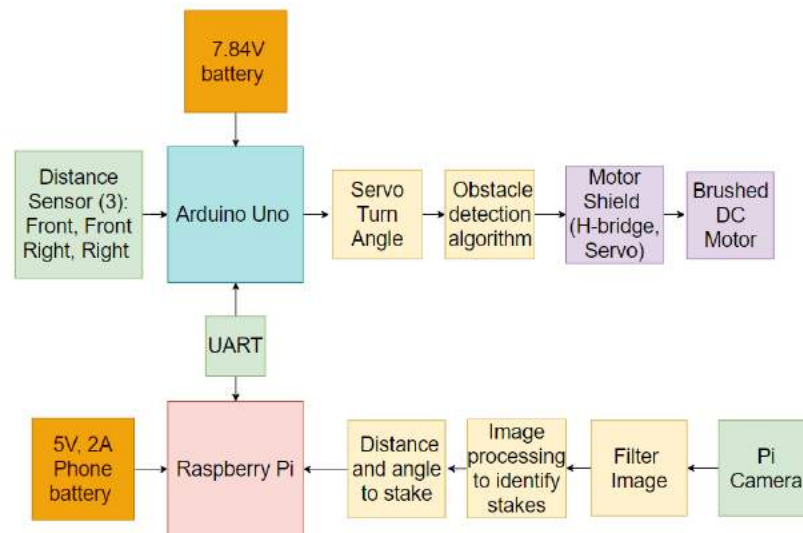 7.84V
battery
Distance
Sensor (3):
Front, Front
Right, Right
Arduino Uno
Servo
Turn
Angle
Obstacle
detection
algorithm
Motor
Shield
(H-bridge,
Servo)
Brushed
DC
Motor
UART
5V, 2A
Phone
battery
Raspberry Pi
Distance
and angle
to stake
Image
processing
to identify
stakes
Filter
Image
Pi
Camera